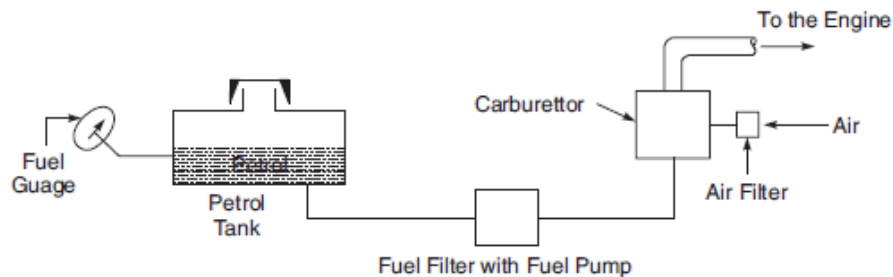 To the Engine
Carburettor
Air
Air Filter
Fuel
Guage
Petrol
Petrol
Tank
Fuel Filter with Fuel Pump